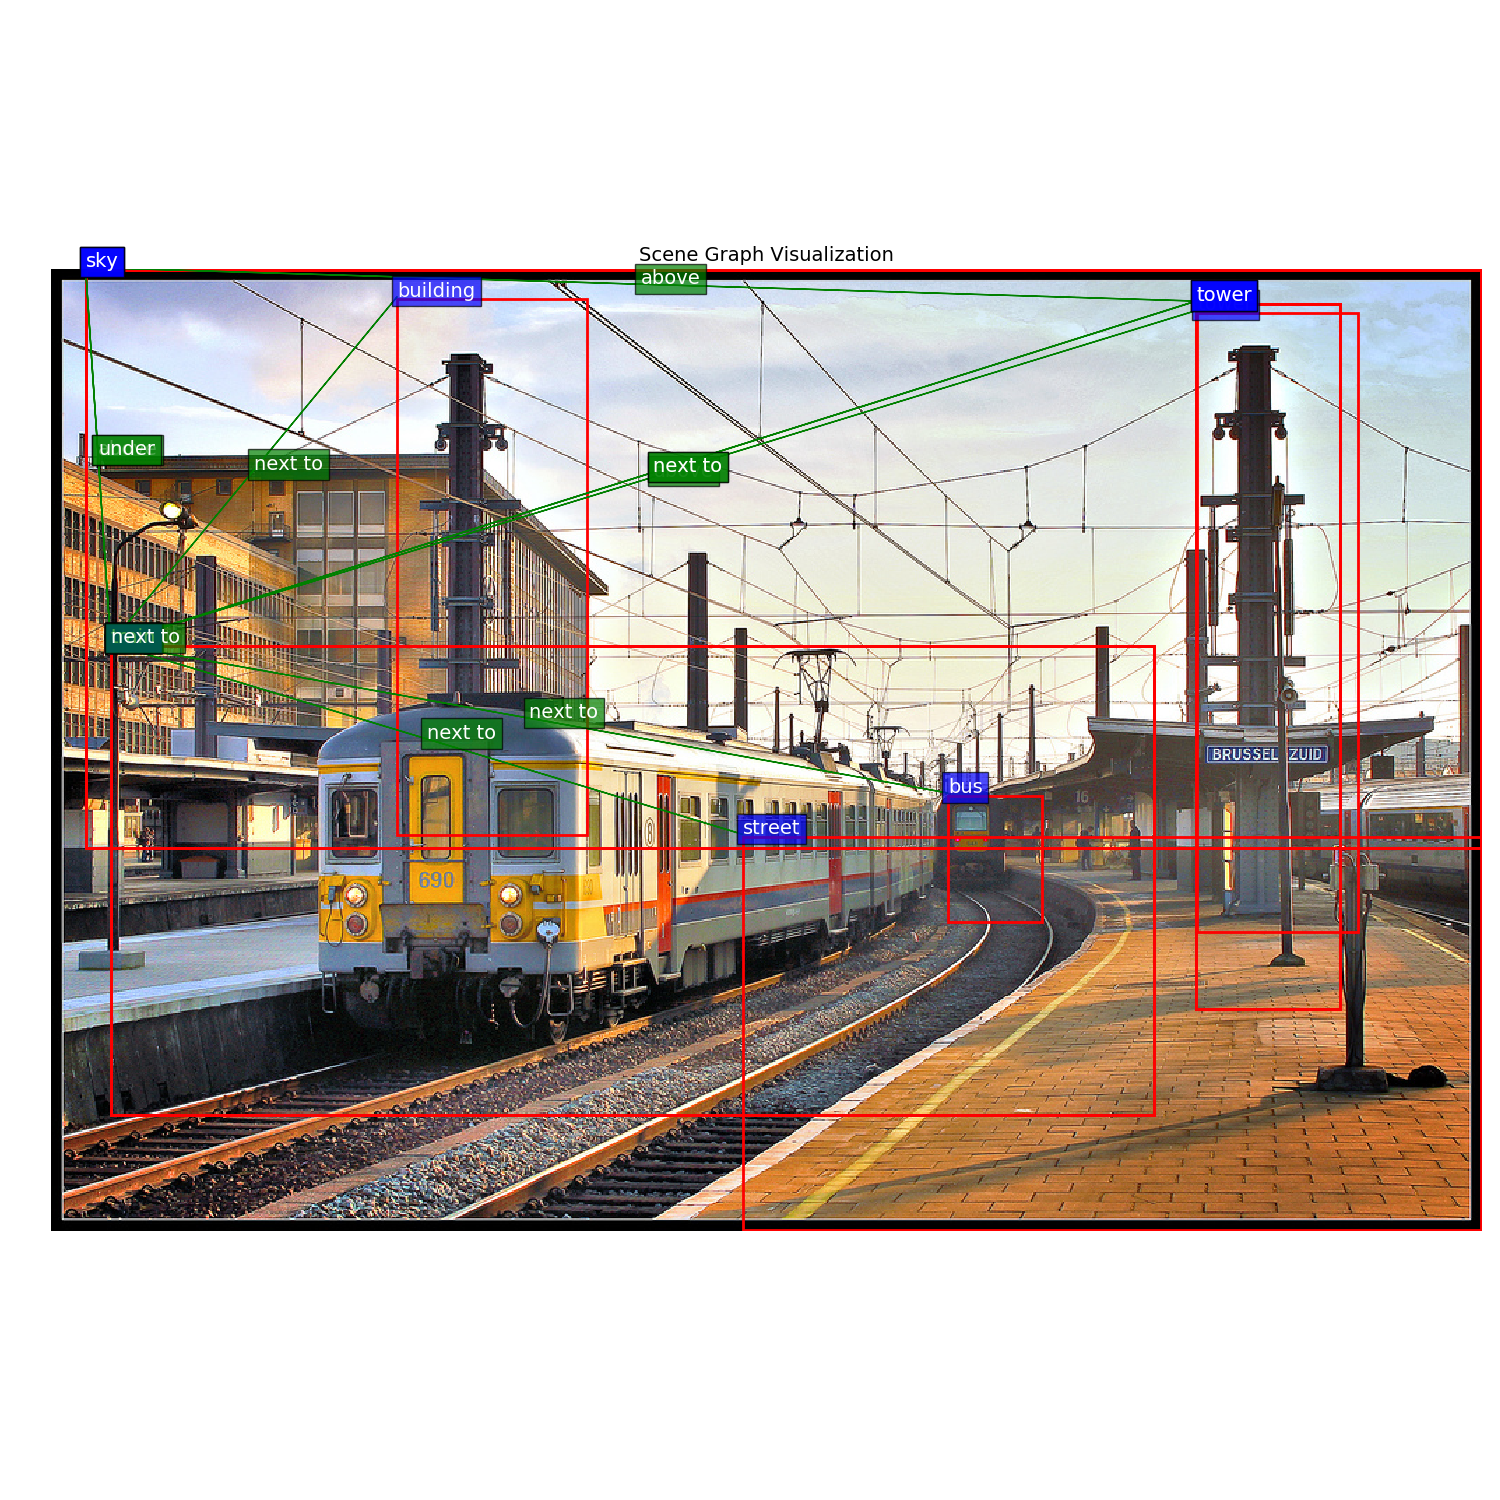 Scene Graph Visualization
sky
above
building
tower
under
next to
next to
next to
next to
next to
bus
street
BRUSSEL ZUID
16
690